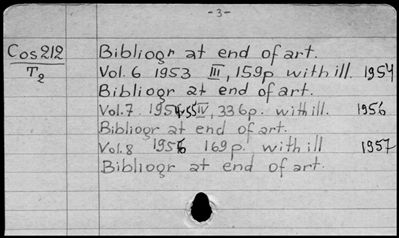 -3-
Cos 212
T2
Bibliogr at end of art.
Vol. 6 1953 III, 159p with ill. 1954
Bibliogr at end of art.
Vol. 7 1954-55 IV, 336p. with ill. 1956
Bibliogr at end of art.
Vol. 8 1956 169p. with ill 1957
Bibliogr at end of art.